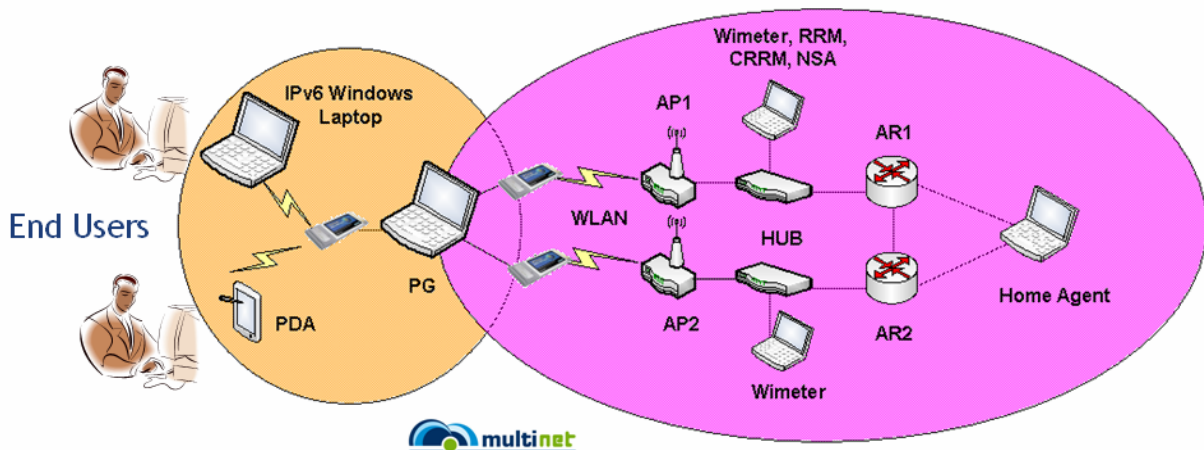 End Users
IPv6 Windows
Laptop
PDA
PG
WLAN
AP1
AP2
Wimeter, RRM,
CRRM, NSA
HUB
Wimeter
AR1
AR2
Home Agent
multinet